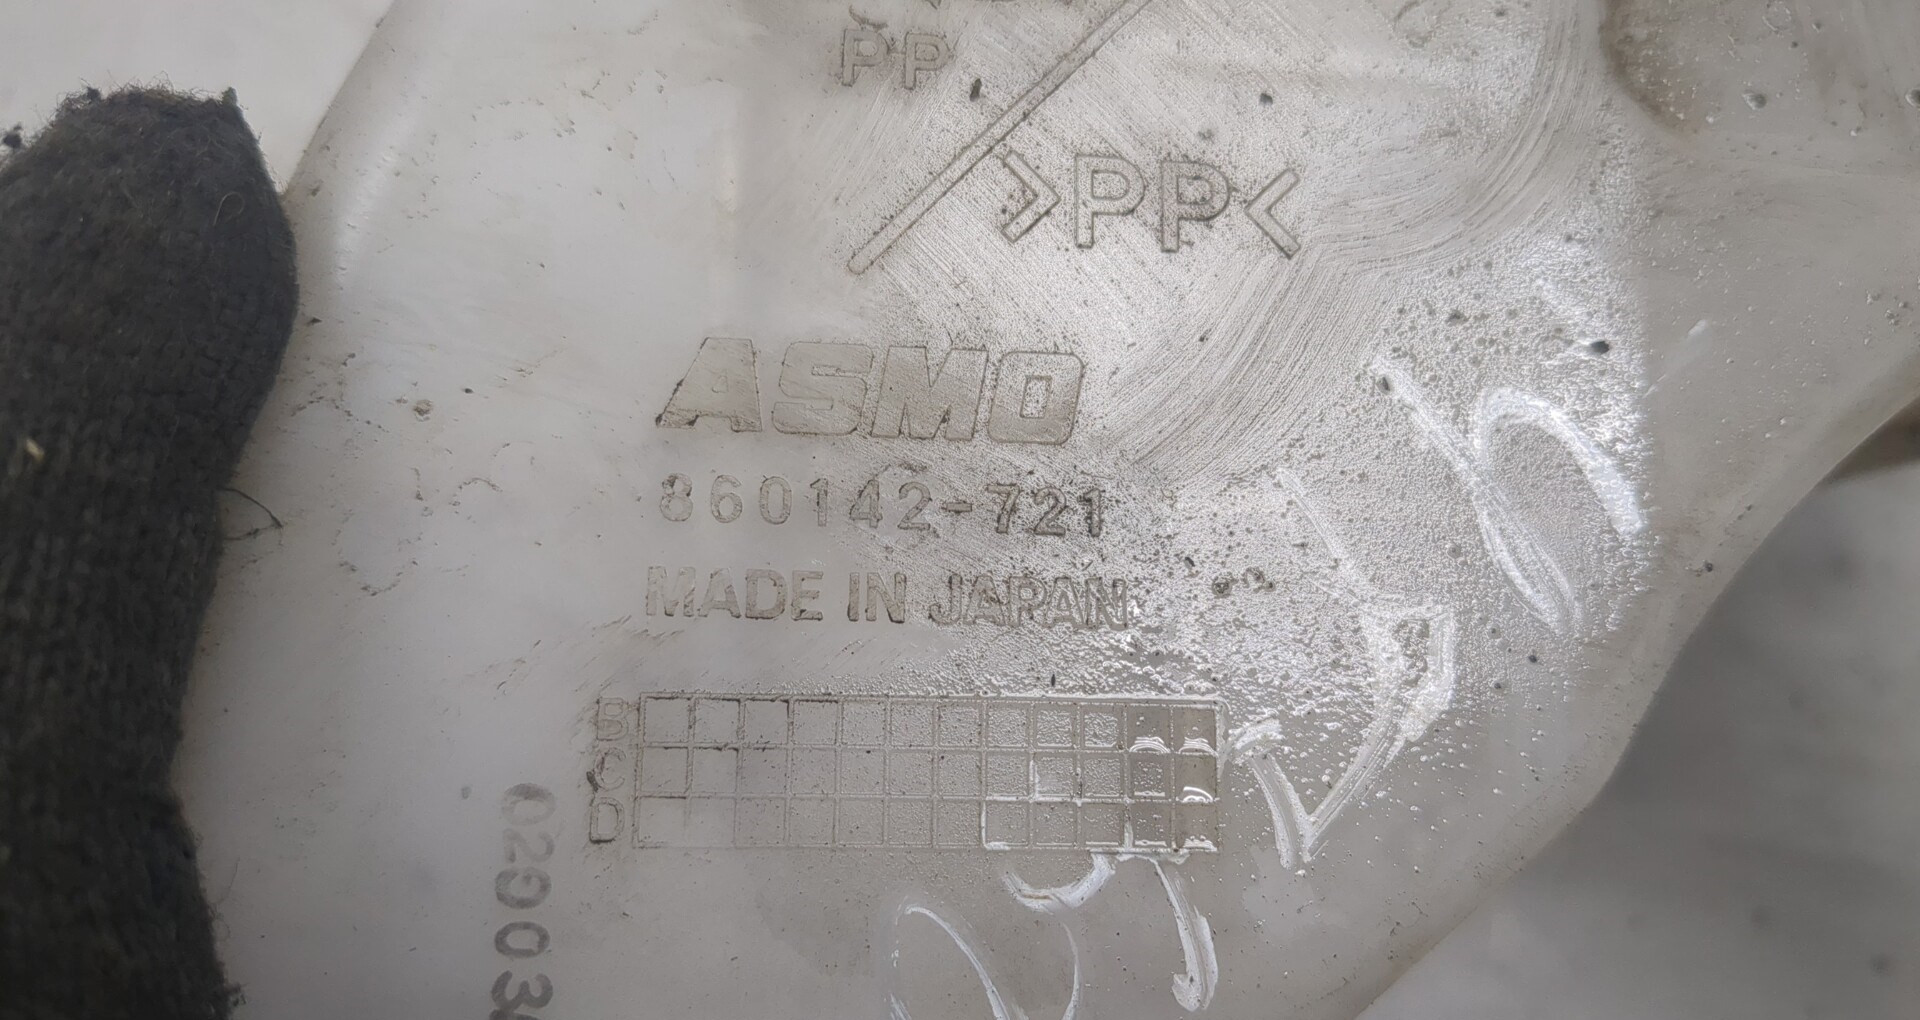 PP
>PP<
ASMO
860142-721
MADE IN JAPAN
B
C
D